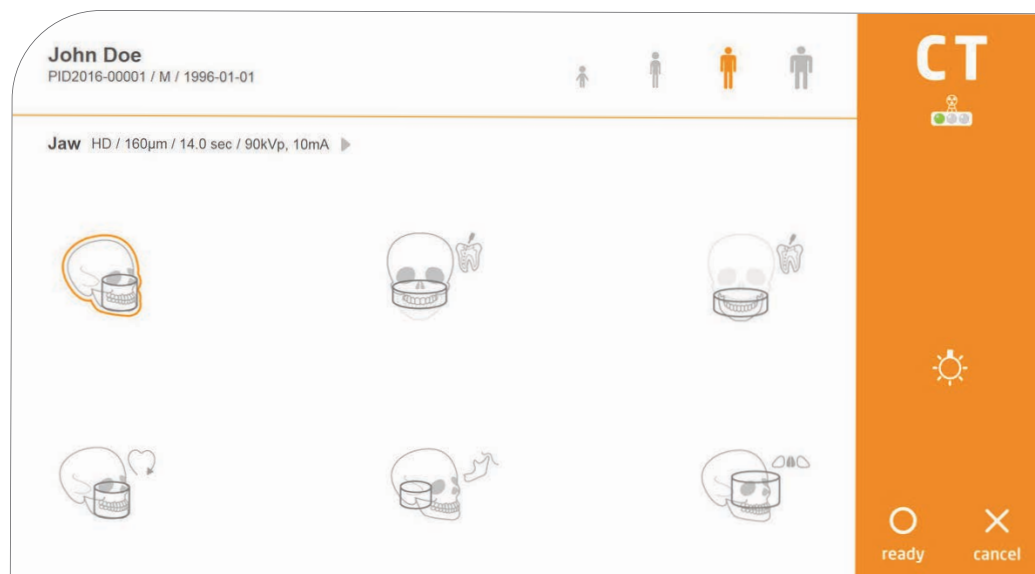 John Doe
PID2016-00001 / M / 1996-01-01
CT
Jaw HD / 160μm / 14.0 sec / 90kVp, 10mA
ready
cancel